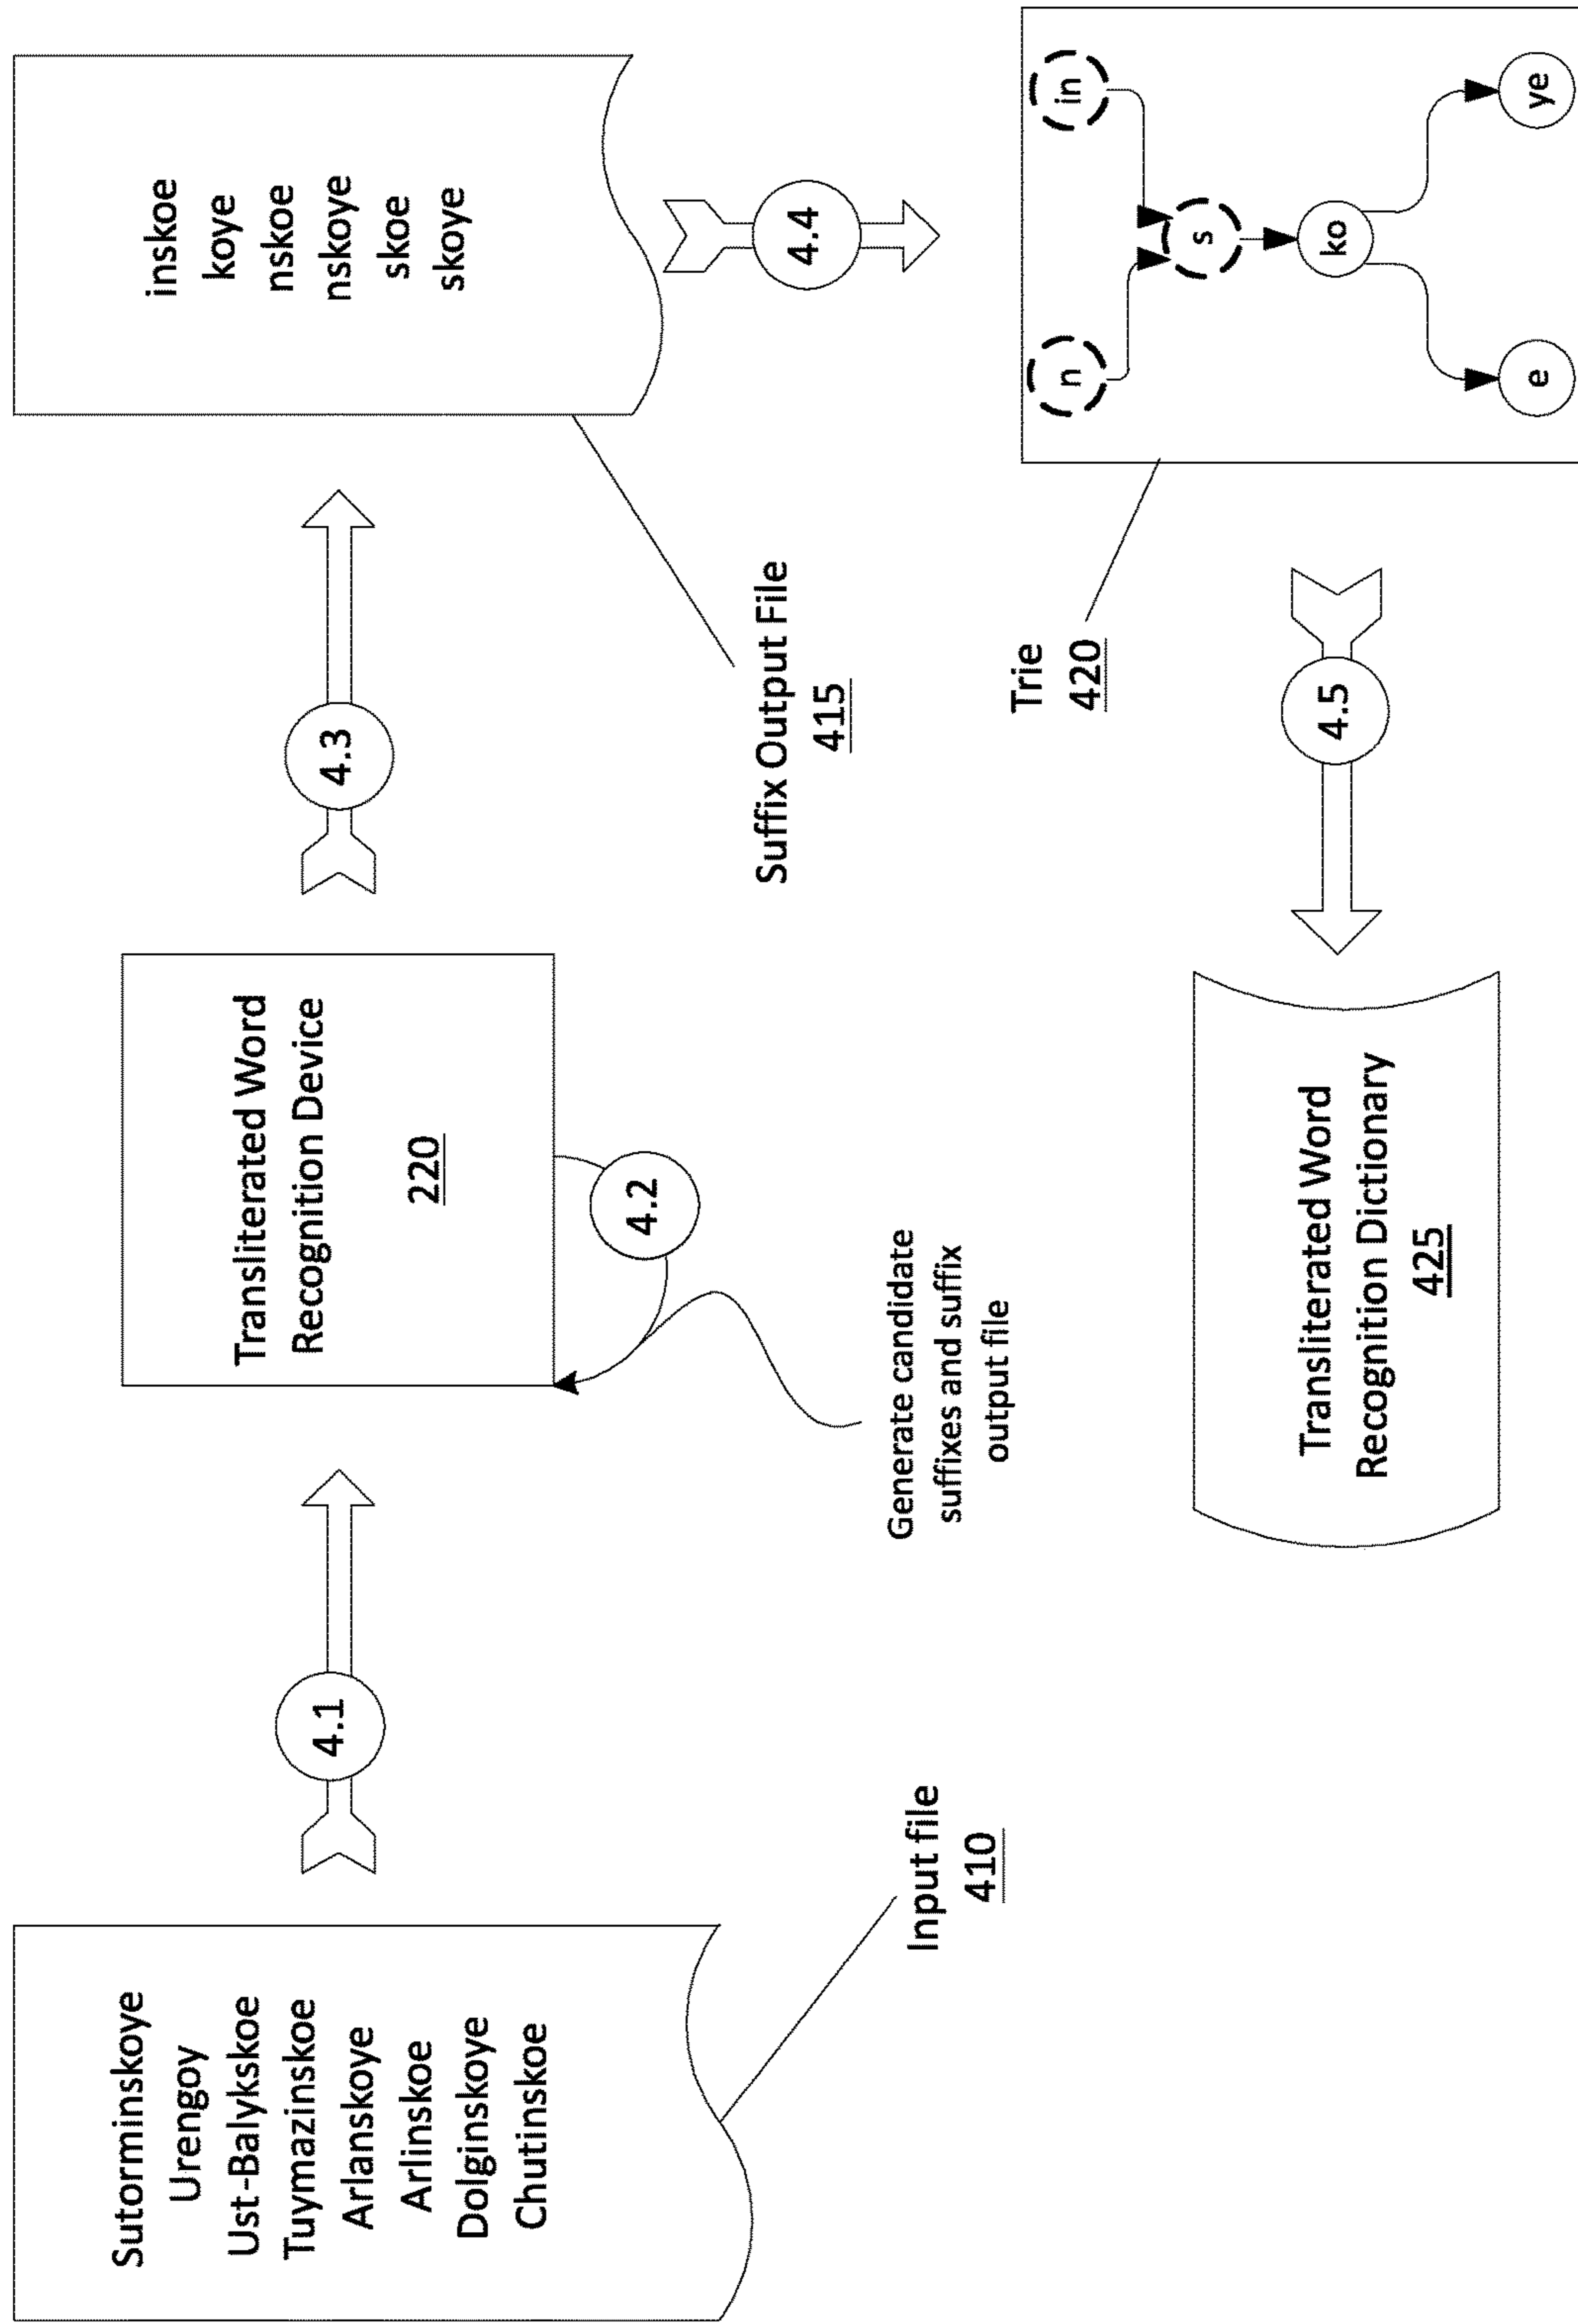 Sutorminskoye
Urengoy
Ust-Balykskoe
Tuymazinskoe
Arlanskoye
Arlinskoe
Dolginskoye
Chutinskoe
Input file
410
4.1
Transliterated Word
Recognition Device
220
4.2
Generate candidate
suffixes and suffix
output file
4.3
inskoe
koye
nskoe
nskoye
skoe
skoye
Suffix Output File
415
4.4
n
in
s
ko
e
ye
Trie
420
4.5
Transliterated Word
Recognition Dictionary
425